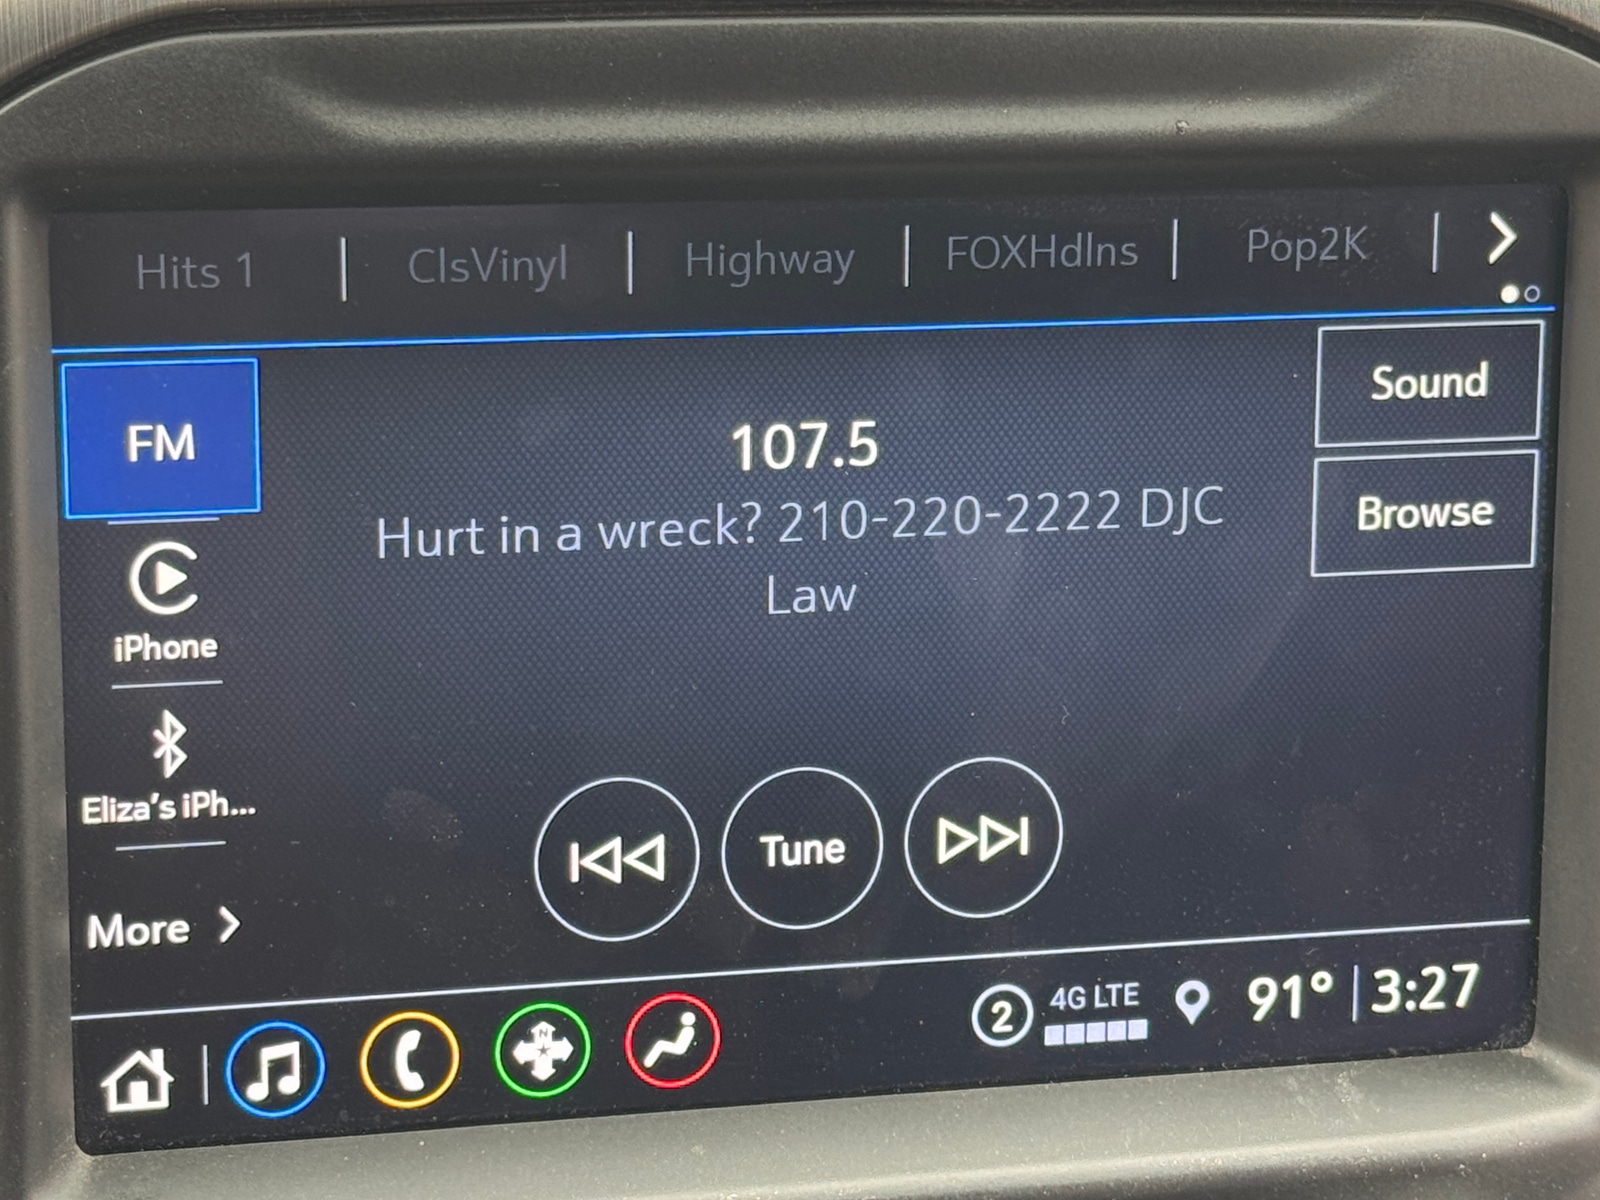 Hits 1 | ClsVinyl | Highway | FOXHdlns | Pop2K |
FM
107.5
Hurt in a wreck? 210-220-2222 DJC
Law
Sound
Browse
iPhone
Eliza's iPh...
More
Tune
N
2 4G LTE 91° | 3:27